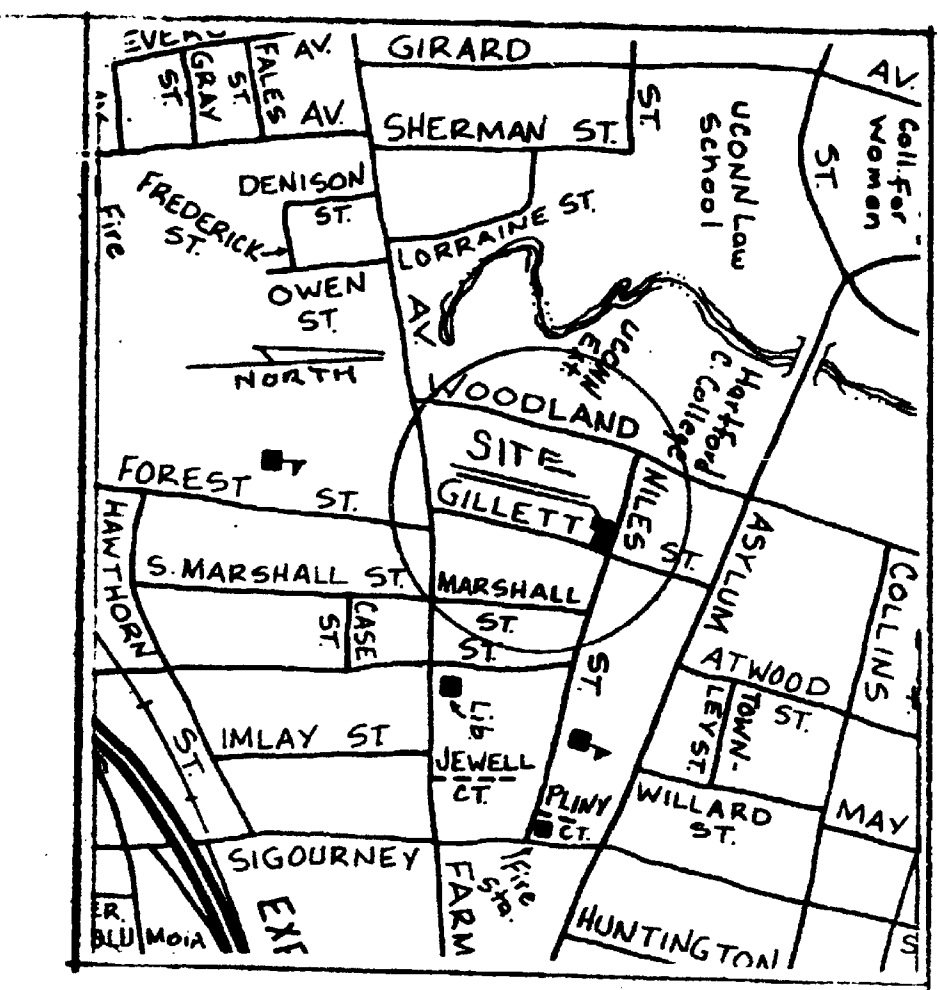 GIRARD
AV.
AV.
FALES
ST.
GRAY
ST.
AV.
SHERMAN ST.
ST.
UCONN Law
School
ST.
Coll. for
Women
DENISON
ST.
FREDERICK
ST.
Fire
LORRAINE ST.
OWEN
ST.
AV.
NORTH
UCONN
Ext
Hartford
C. College
WOODLAND
SITE
FOREST
ST.
GILLETT
NILES
ST.
HAWTHORN
ST.
ASYLUM
COLLINS
S. MARSHALL ST.
MARSHALL
ST.
CASE
ST.
ST.
ST.
ATWOOD
ST.
TOWN-
LEY ST.
Lib
IMLAY ST
JEWELL
CT.
PLINY
CT.
WILLARD
ST.
MAY
SIGOURNEY
Fire
Sta.
FARM
HUNTINGTON
S